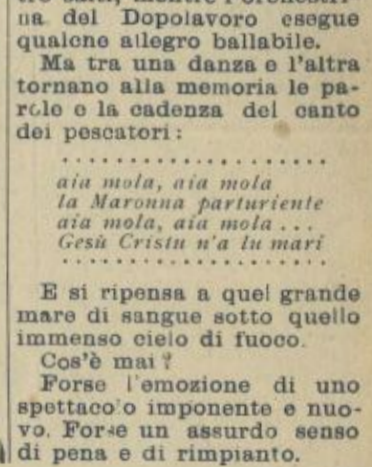 na del Dopolavoro esegue
qualche allegro ballabile.
Ma tra una danza e l'altra
tornano alla memoria le pa-
role e la cadenza del canto
dei pescatori:
. . . . . . . . . . . . . . . . . . .
aia mola, aia mola
la Maronna parturiente
aia mola, aia mola . . .
Gesù Cristu n'a lu mari
. . . . . . . . . . . . . . . . . . .
E si ripensa a quel grande
mare di sangue sotto quello
immenso cielo di fuoco.
Cos'è mai?
Forse l'emozione di uno
spettaco'o imponente e nuo-
vo. Forse un assurdo senso
di pena e di rimpianto.